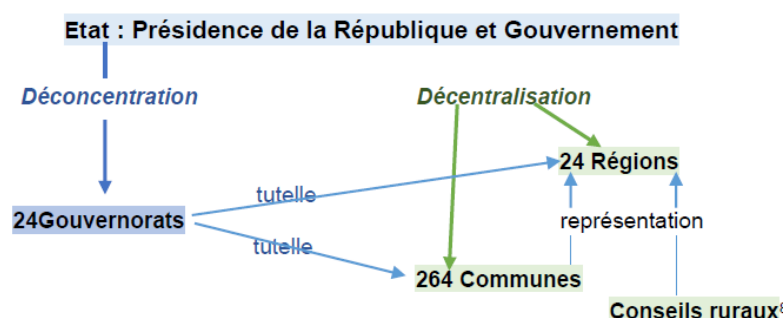 Etat : Présidence de la République et Gouvernement
Déconcentration
Décentralisation
24 Régions
tutelle
24Gouvernorats
représentation
tutelle
264 Communes
Conseils ruraux